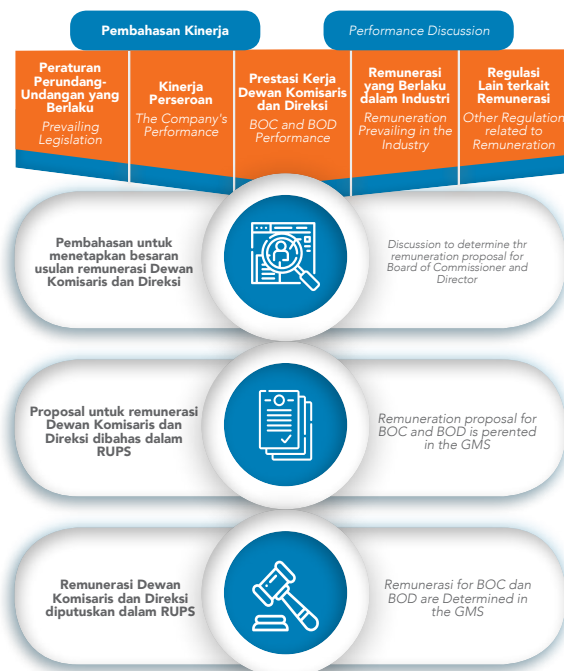 Pembahasan Kinerja
Performance Discussion
Peraturan
Perundang-
Undangan yang
Berlaku
Prevailing
Legislation
Kinerja
Perseroan
The Company's
Performance
Prestasi Kerja
Dewan Komisaris
dan Direksi
BOC and BOD
Performance
Remunerasi
yang Berlaku
dalam Industri
Remuneration
Prevailing in the
Industry
Regulasi
Lain terkait
Remunerasi
Other Regulation
related to
Remuneration
Pembahasan untuk
menetapkan besaran
usulan remunerasi Dewan
Komisaris dan Direksi
Discussion to determine thr
remuneration proposal for
Board of Commissioner and
Director
Proposal untuk remunerasi
Dewan Komisaris dan
Direksi dibahas dalam
RUPS
Remuneration proposal for
BOC and BOD is perented
in the GMS
Remunerasi Dewan
Komisaris dan Direksi
diputuskan dalam RUPS
Remunerasi for BOC dan
BOD are Determined in
the GMS